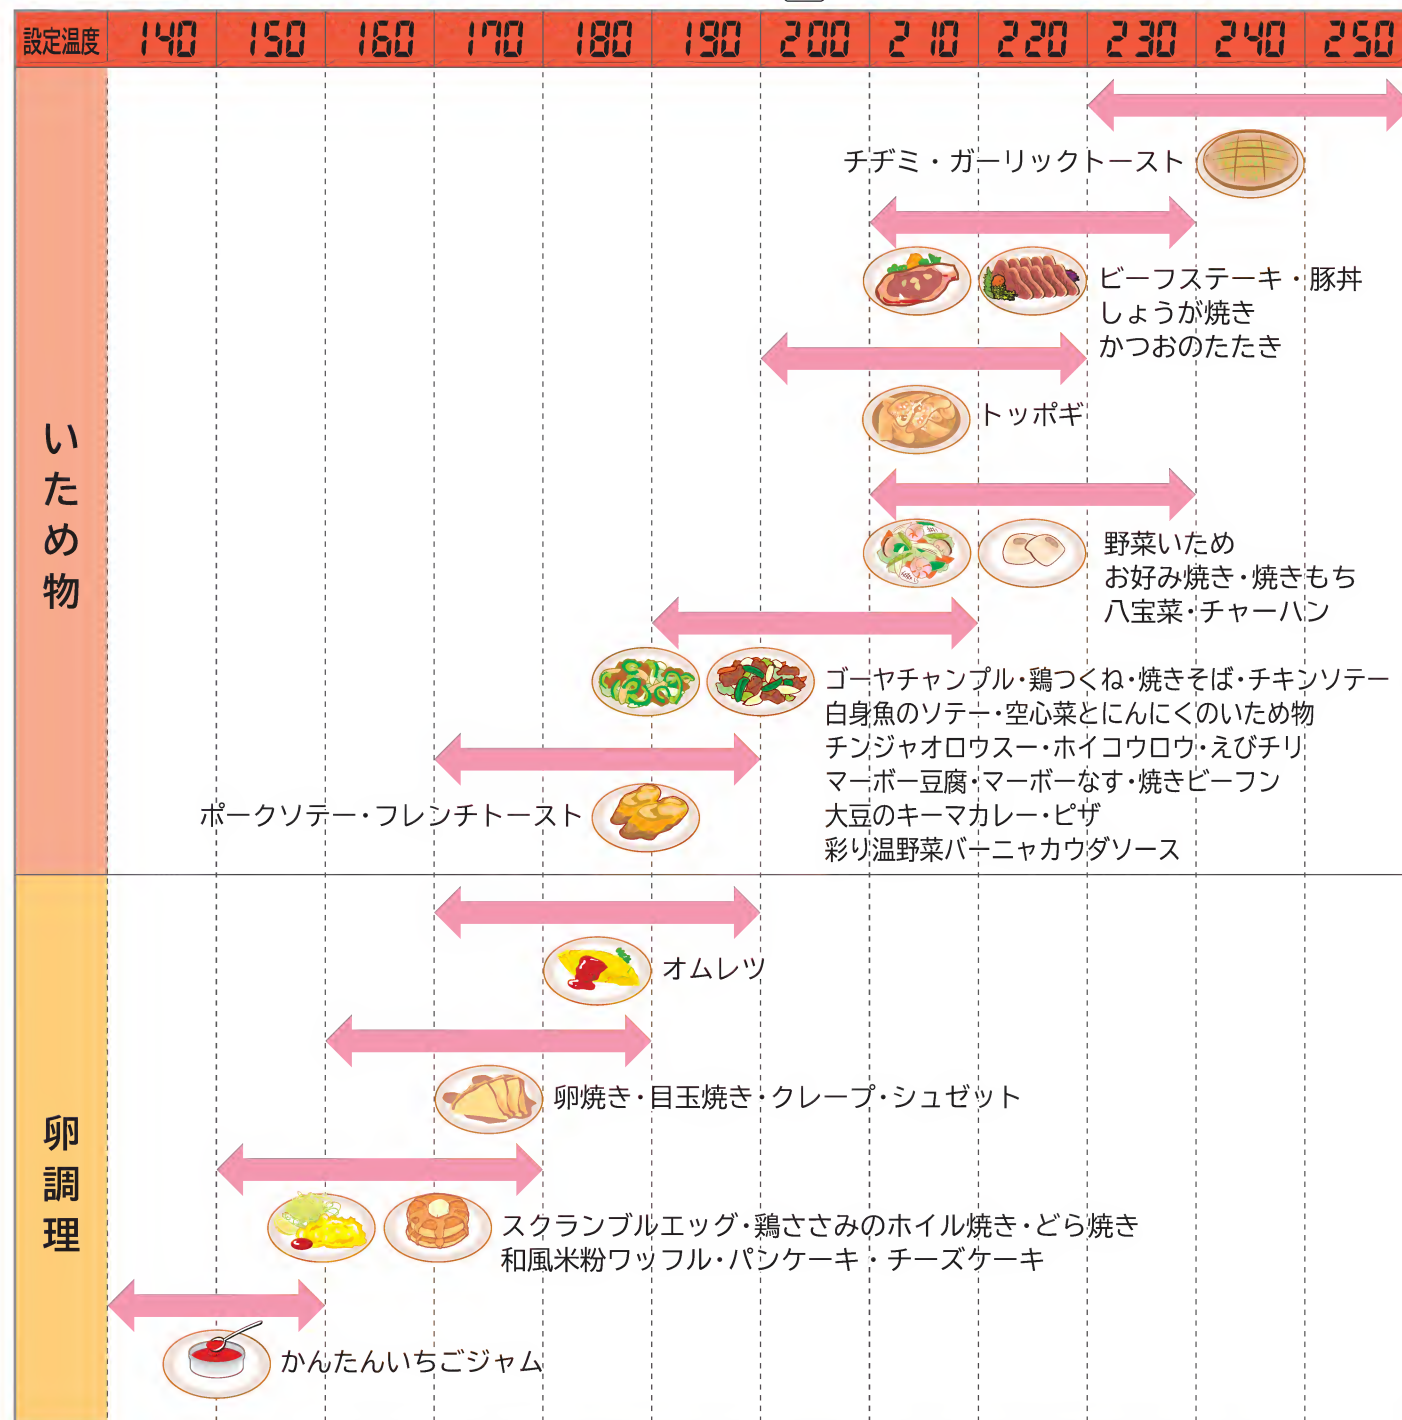 設定温度 140 150 160 170 180 190 200 210 220 230 240 250
いため物
チヂミ・ガーリックトースト
ビーフステーキ・豚丼
しょうが焼き
かつおのたたき
トッポギ
野菜いため
お好み焼き・焼きもち
八宝菜・チャーハン
ゴーヤチャンプル・鶏つくね・焼きそば・チキンソテー
白身魚のソテー・空心菜とにんにくのいため物
チンジャオロウスー・ホイコウロウ・えびチリ
マーボー豆腐・マーボーなす・焼きビーフン
大豆のキーマカレー・ピザ
彩り温野菜バーニャカウダソース
ポークソテー・フレンチトースト
卵調理
オムレツ
卵焼き・目玉焼き・クレープ・シュゼット
スクランブルエッグ・鶏ささみのホイル焼き・どら焼き
和風米粉ワッフル・パンケーキ・チーズケーキ
かんたんいちごジャム